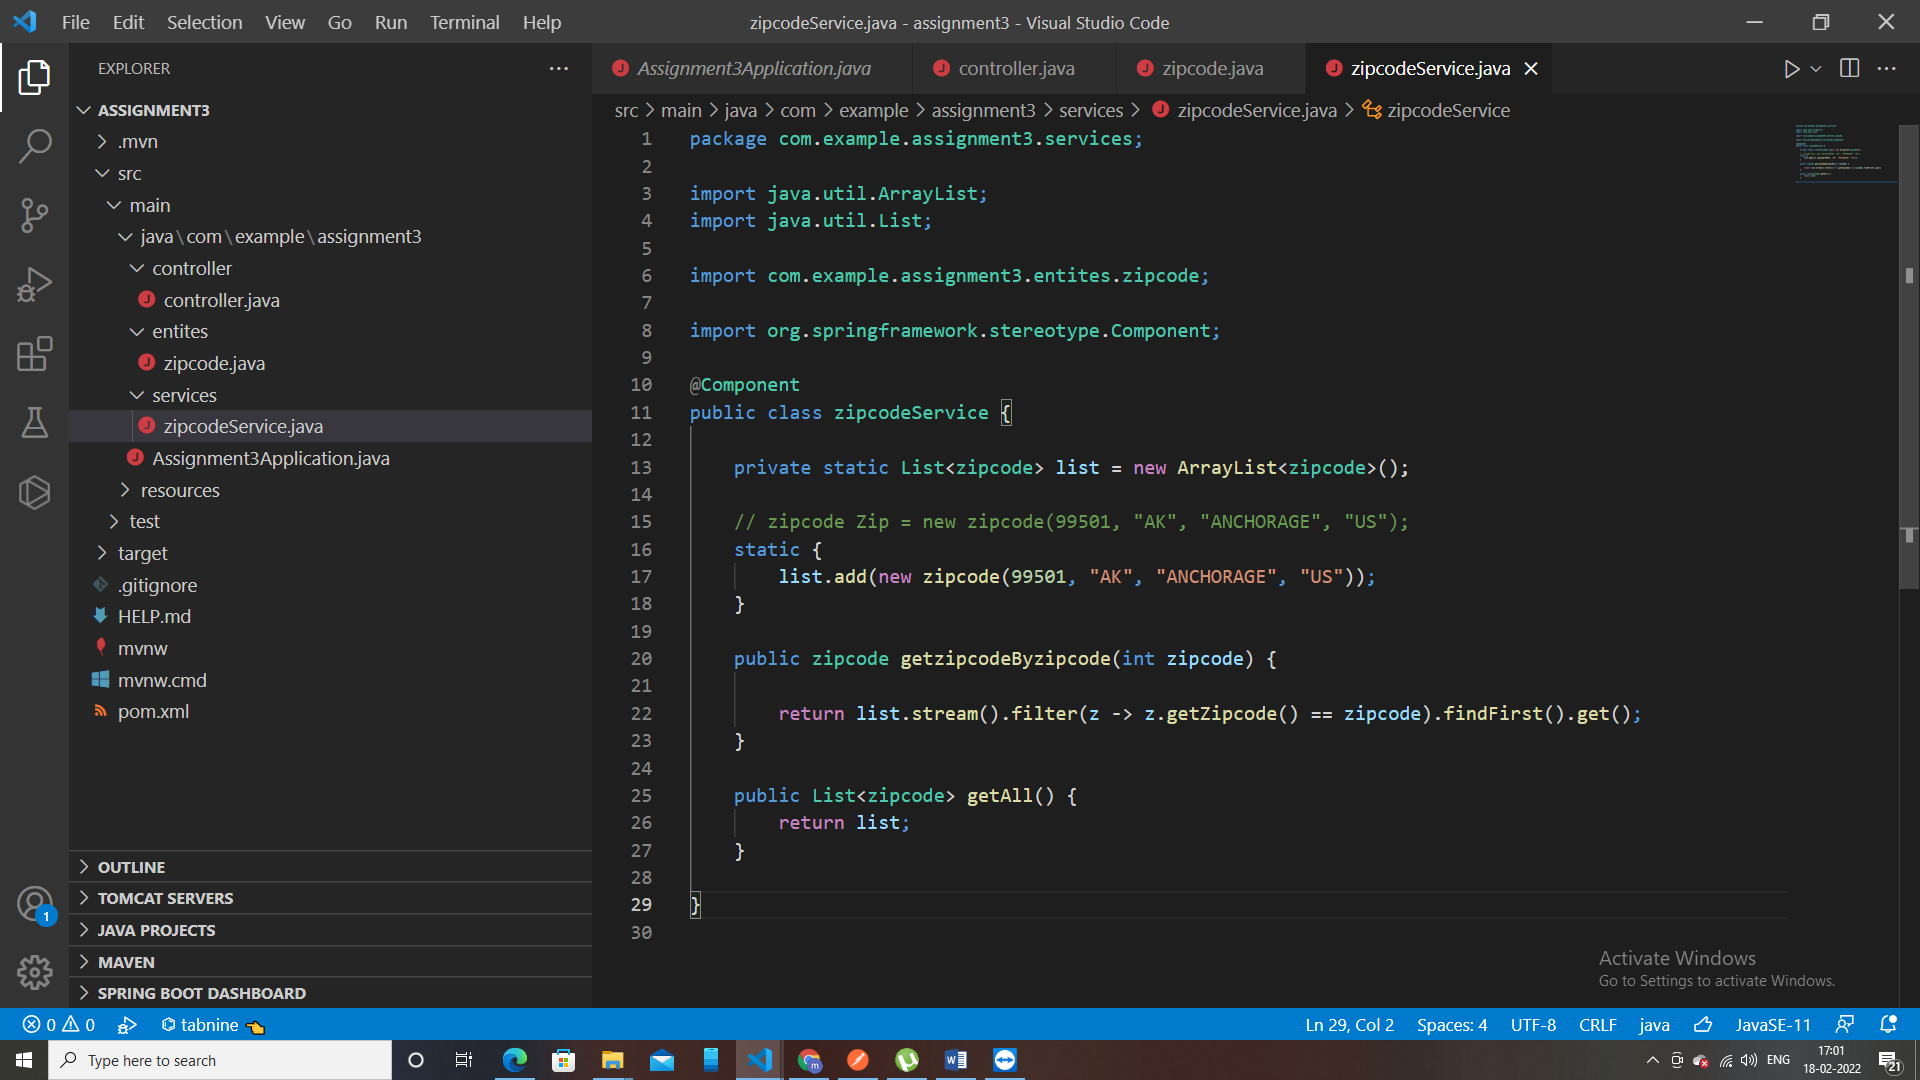 File Edit Selection View Go Run Terminal Help
zipcodeService.java - assignment3 - Visual Studio Code
EXPLORER
ASSIGNMENT3
.mvn
src
main
java\com\example\assignment3
controller
controller.java
entites
zipcode.java
services
zipcodeService.java
Assignment3Application.java
resources
test
target
.gitignore
HELP.md
mvnw
mvnw.cmd
pom.xml
OUTLINE
TOMCAT SERVERS
JAVA PROJECTS
MAVEN
SPRING BOOT DASHBOARD
Assignment3Application.java controller.java zipcode.java zipcodeService.java
src > main > java > com > example > assignment3 > services > zipcodeService.java > zipcodeService
1 package com.example.assignment3.services;
2
3 import java.util.ArrayList;
4 import java.util.List;
5
6 import com.example.assignment3.entites.zipcode;
7
8 import org.springframework.stereotype.Component;
9
10 @Component
11 public class zipcodeService {
12
13 private static List<zipcode> list = new ArrayList<zipcode>();
14
15 // zipcode Zip = new zipcode(99501, "AK", "ANCHORAGE", "US");
16 static {
17 list.add(new zipcode(99501, "AK", "ANCHORAGE", "US"));
18 }
19
20 public zipcode getzipcodeByzipcode(int zipcode) {
21
22 return list.stream().filter(z -> z.getZipcode() == zipcode).findFirst().get();
23 }
24
25 public List<zipcode> getAll() {
26 return list;
27 }
28
29 }
30
Activate Windows
Go to Settings to activate Windows.
1
0 0 tabnine Ln 29, Col 2 Spaces: 4 UTF-8 CRLF java JavaSE-11
Type here to search
ENG 17:01
18-02-2022
21